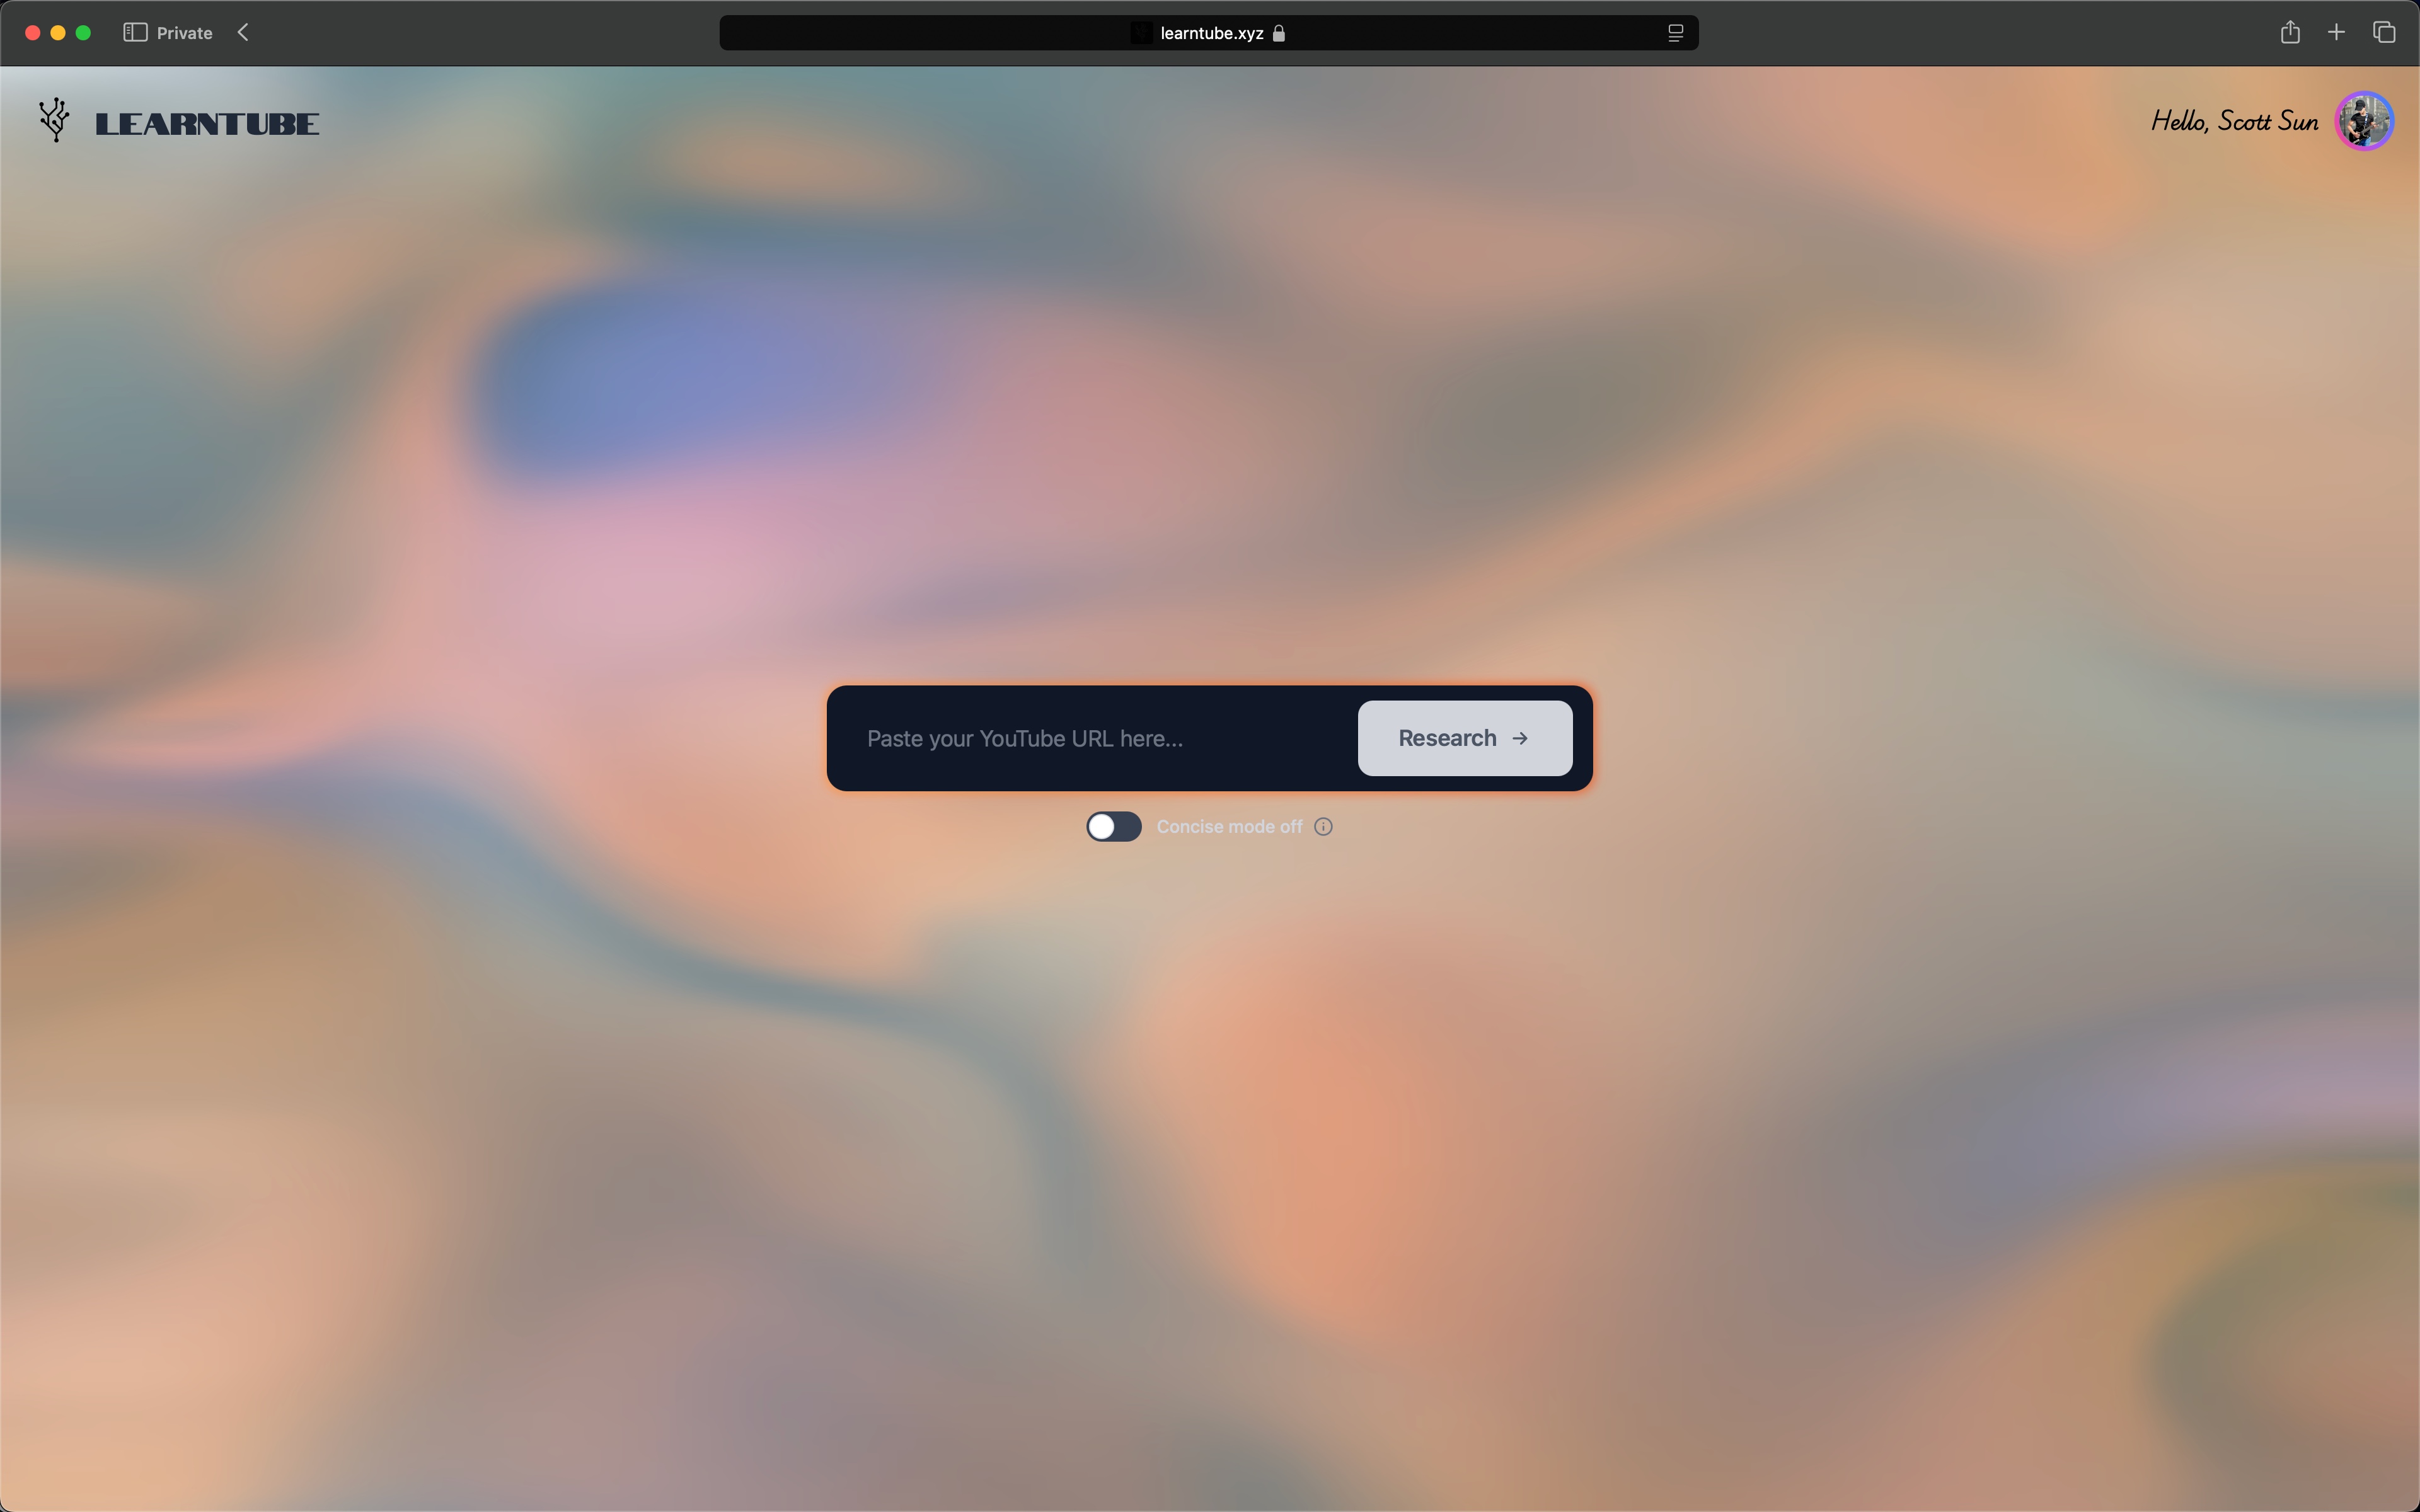 Private
learntube.xyz
LEARNTUBE
Hello, Scott Sun
Paste your YouTube URL here...
Research →
Concise mode off